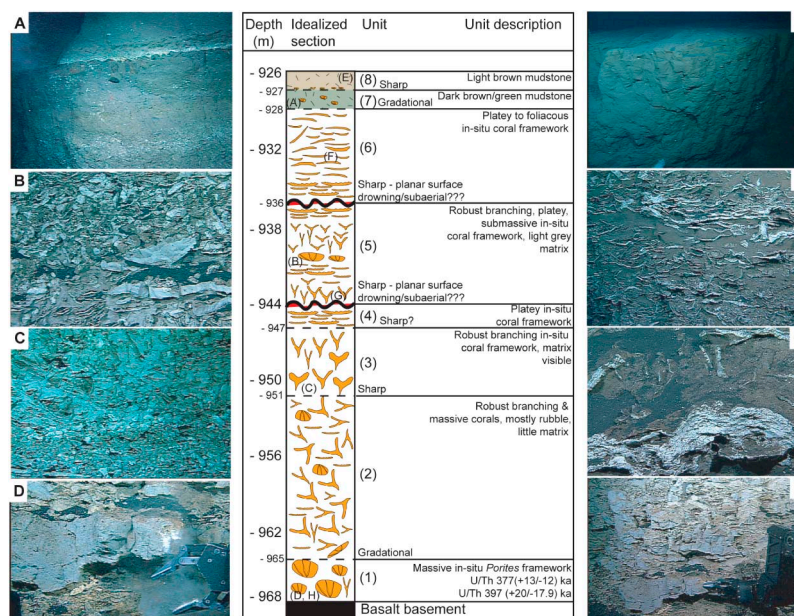 A
B
C
D
Depth
(m)
Idealized
section
Unit
Unit description
- 926
(E)
(8) Sharp
Light brown mudstone
- 927
(A)
(7) Gradational
Dark brown/green mudstone
- 928
Platey to foliacous
in-situ coral framework
- 932
(F)
(6)
Sharp - planar surface
drowning/subaerial???
- 936
Robust branching, platey,
submassive in-situ
coral framework, light grey
matrix
- 938
(5)
(B)
(G)
Sharp - planar surface
drowning/subaerial???
- 944
Platey in-situ
coral framework
(4) Sharp?
- 947
Robust branching in-situ
coral framework, matrix
visible
(3)
- 950
(C)
Sharp
- 951
Robust branching &
massive corals, mostly rubble,
little matrix
- 956
(2)
- 962
Gradational
- 965
Massive in-situ Porites framework
U/Th 377(+13/-12) ka
U/Th 397 (+20/-17.9) ka
(1)
(D, H)
- 968
Basalt basement